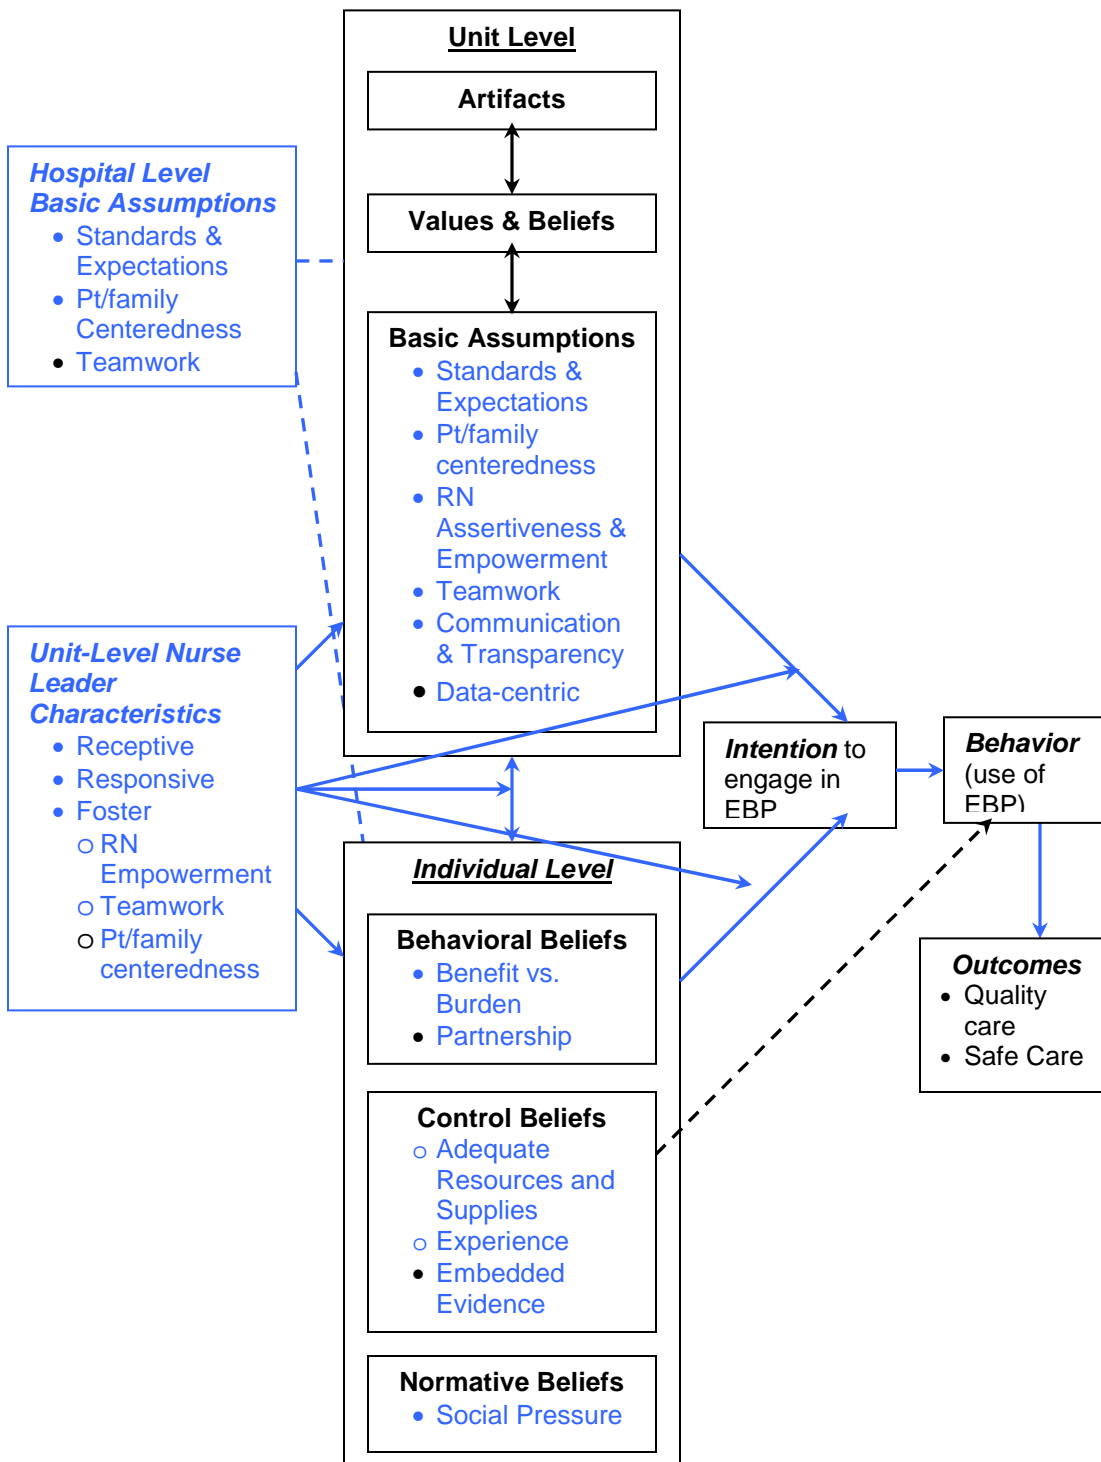 Unit Level
Artifacts
Values & Beliefs
Basic Assumptions
• Standards &
Expectations
• Pt/family
centeredness
• RN
Assertiveness &
Empowerment
• Teamwork
• Communication
& Transparency
• Data-centric
Hospital Level
Basic Assumptions
• Standards &
Expectations
• Pt/family
Centeredness
• Teamwork
Unit-Level Nurse
Leader
Characteristics
• Receptive
• Responsive
• Foster
o RN
Empowerment
o Teamwork
o Pt/family
centeredness
Individual Level
Behavioral Beliefs
• Benefit vs.
Burden
• Partnership
Control Beliefs
o Adequate
Resources and
Supplies
o Experience
• Embedded
Evidence
Normative Beliefs
• Social Pressure
Intention to
engage in
EBP
Behavior
(use of
EBP)
Outcomes
• Quality
care
• Safe Care